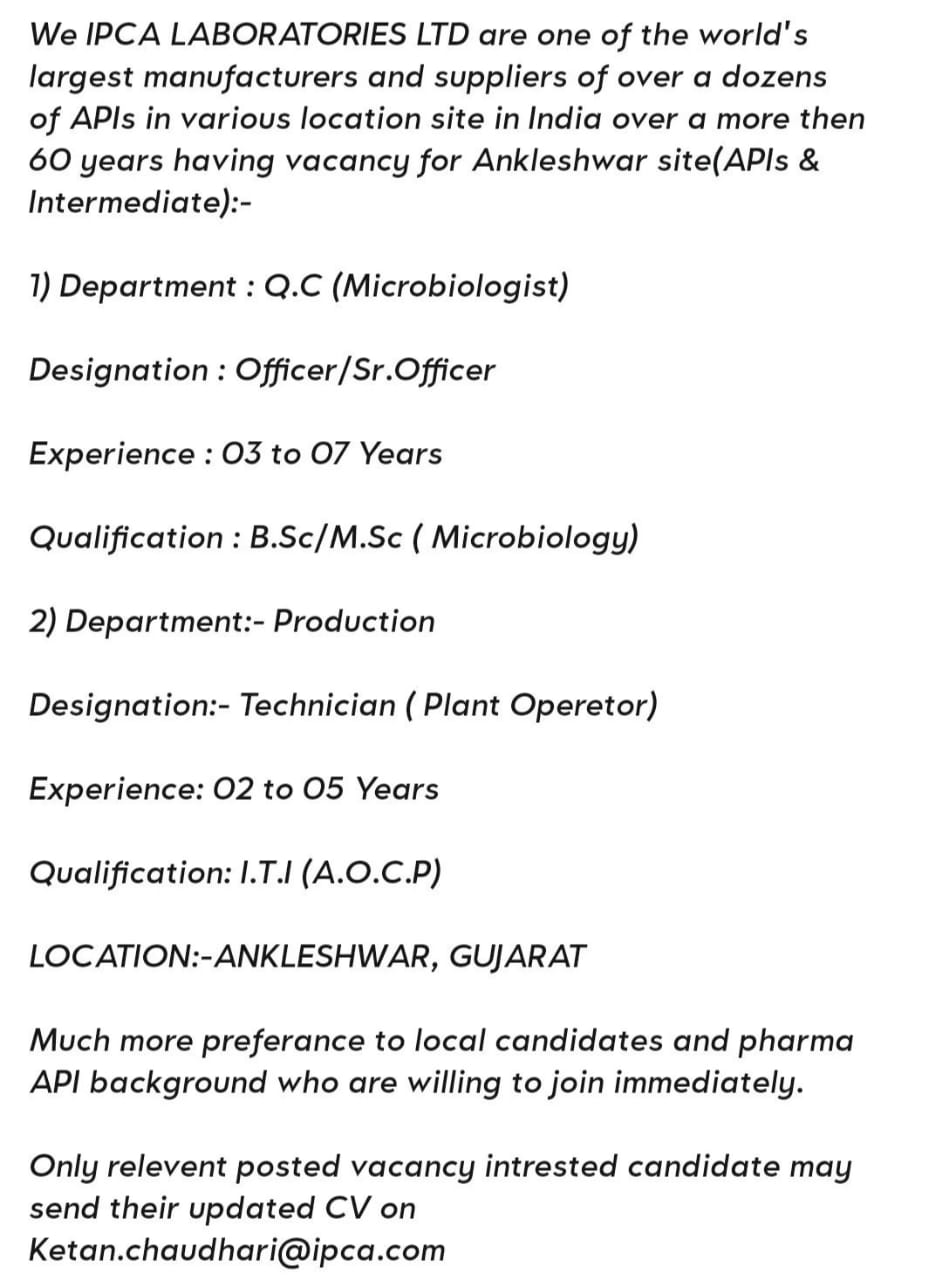 We IPCA LABORATORIES LTD are one of the world's
largest manufacturers and suppliers of over a dozens
of APIs in various location site in India over a more then
60 years having vacancy for Ankleshwar site(APIs &
Intermediate):-
1) Department : Q.C (Microbiologist)
Designation : Officer/Sr.Officer
Experience : 03 to 07 Years
Qualification : B.Sc/M.Sc ( Microbiology)
2) Department:- Production
Designation:- Technician ( Plant Operetor)
Experience: 02 to 05 Years
Qualification: I.T.I (A.O.C.P)
LOCATION:-ANKLESHWAR, GUJARAT
Much more preferance to local candidates and pharma
API background who are willing to join immediately.
Only relevent posted vacancy intrested candidate may
send their updated CV on
Ketan.chaudhari@ipca.com